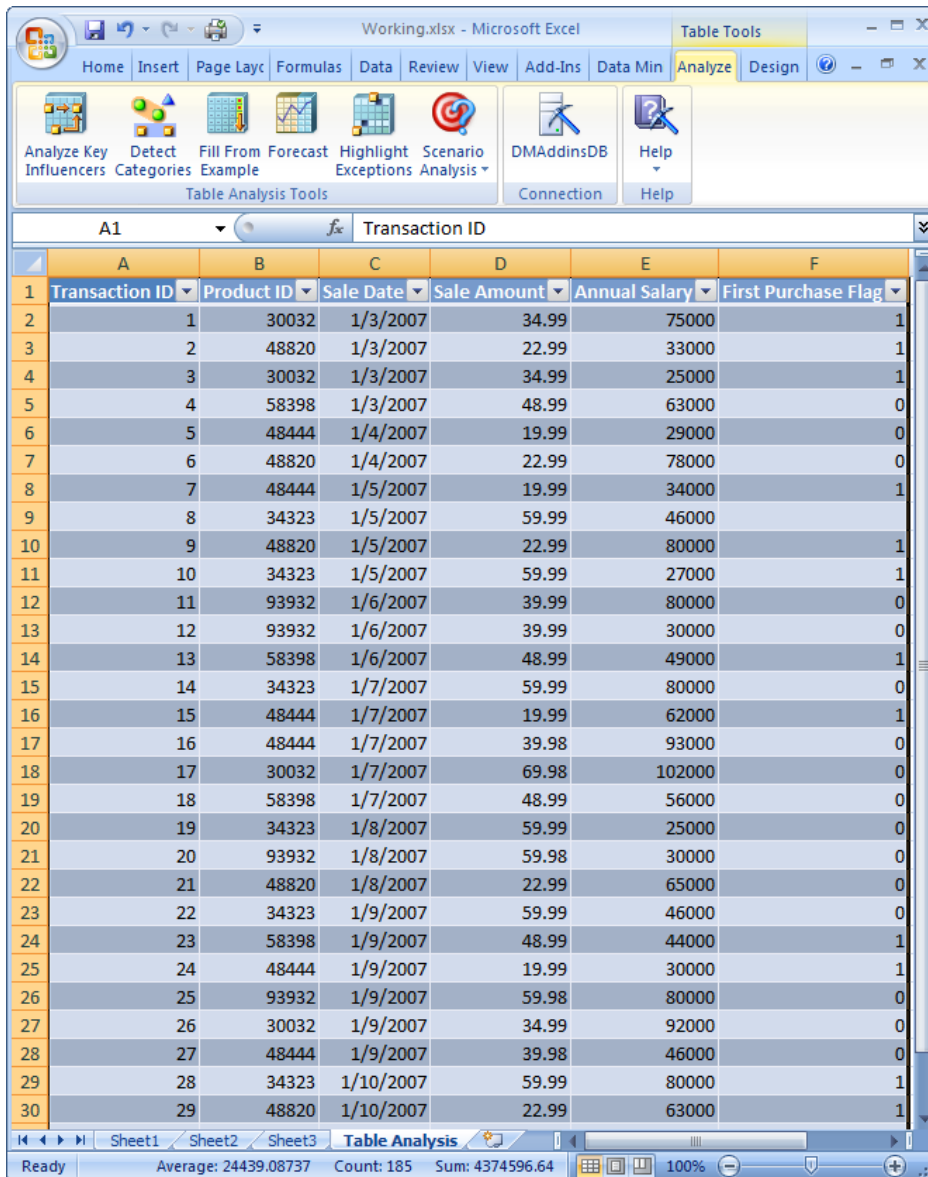 Working.xlsx - Microsoft Excel Table Tools
Home Insert Page Layc Formulas Data Review View Add-Ins Data Min Analyze Design
Analyze Key Influencers Detect Categories Fill From Example Forecast Highlight Exceptions Scenario Analysis DMAddinsDB Help
Table Analysis Tools Connection Help
A1 fx Transaction ID
A B C D E F
1 Transaction ID Product ID Sale Date Sale Amount Annual Salary First Purchase Flag
2 1 30032 1/3/2007 34.99 75000 1
3 2 48820 1/3/2007 22.99 33000 1
4 3 30032 1/3/2007 34.99 25000 1
5 4 58398 1/3/2007 48.99 63000 0
6 5 48444 1/4/2007 19.99 29000 0
7 6 48820 1/4/2007 22.99 78000 0
8 7 48444 1/5/2007 19.99 34000 1
9 8 34323 1/5/2007 59.99 46000
10 9 48820 1/5/2007 22.99 80000 1
11 10 34323 1/5/2007 59.99 27000 1
12 11 93932 1/6/2007 39.99 80000 0
13 12 93932 1/6/2007 39.99 30000 0
14 13 58398 1/6/2007 48.99 49000 1
15 14 34323 1/7/2007 59.99 80000 0
16 15 48444 1/7/2007 19.99 62000 1
17 16 48444 1/7/2007 39.98 93000 0
18 17 30032 1/7/2007 69.98 102000 0
19 18 58398 1/7/2007 48.99 56000 0
20 19 34323 1/8/2007 59.99 25000 0
21 20 93932 1/8/2007 59.98 30000 0
22 21 48820 1/8/2007 22.99 65000 0
23 22 34323 1/9/2007 59.99 46000 0
24 23 58398 1/9/2007 48.99 44000 1
25 24 48444 1/9/2007 19.99 30000 1
26 25 93932 1/9/2007 59.98 80000 0
27 26 30032 1/9/2007 34.99 92000 0
28 27 48444 1/9/2007 39.98 46000 0
29 28 34323 1/10/2007 59.99 80000 1
30 29 48820 1/10/2007 22.99 63000 1
Sheet1 Sheet2 Sheet3 Table Analysis
Ready Average: 24439.08737 Count: 185 Sum: 4374596.64 100%